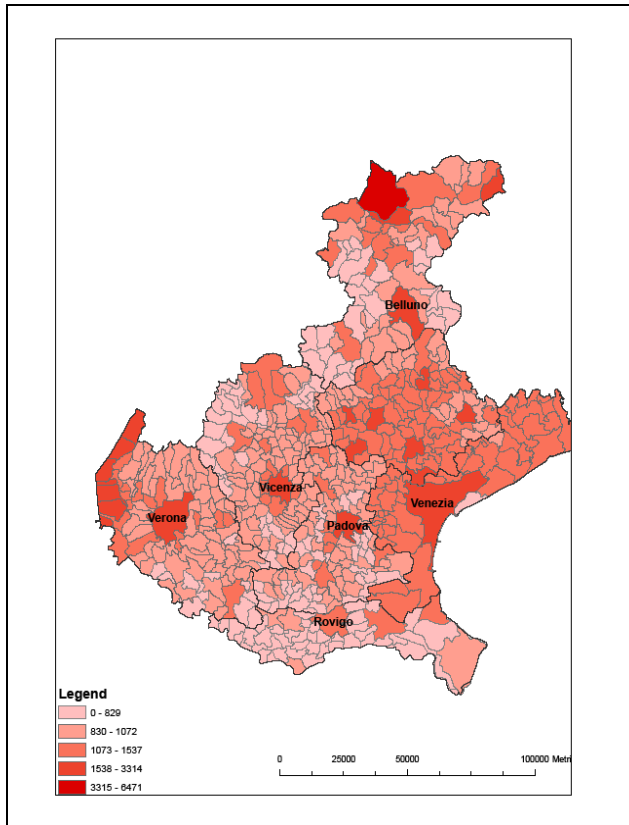 Belluno
Vicenza
Venezia
Verona
Padova
Rovigo
Legend
0 - 829
830 - 1072
1073 - 1537
1538 - 3314
3315 - 6471
0 25000 50000 100000 Metri